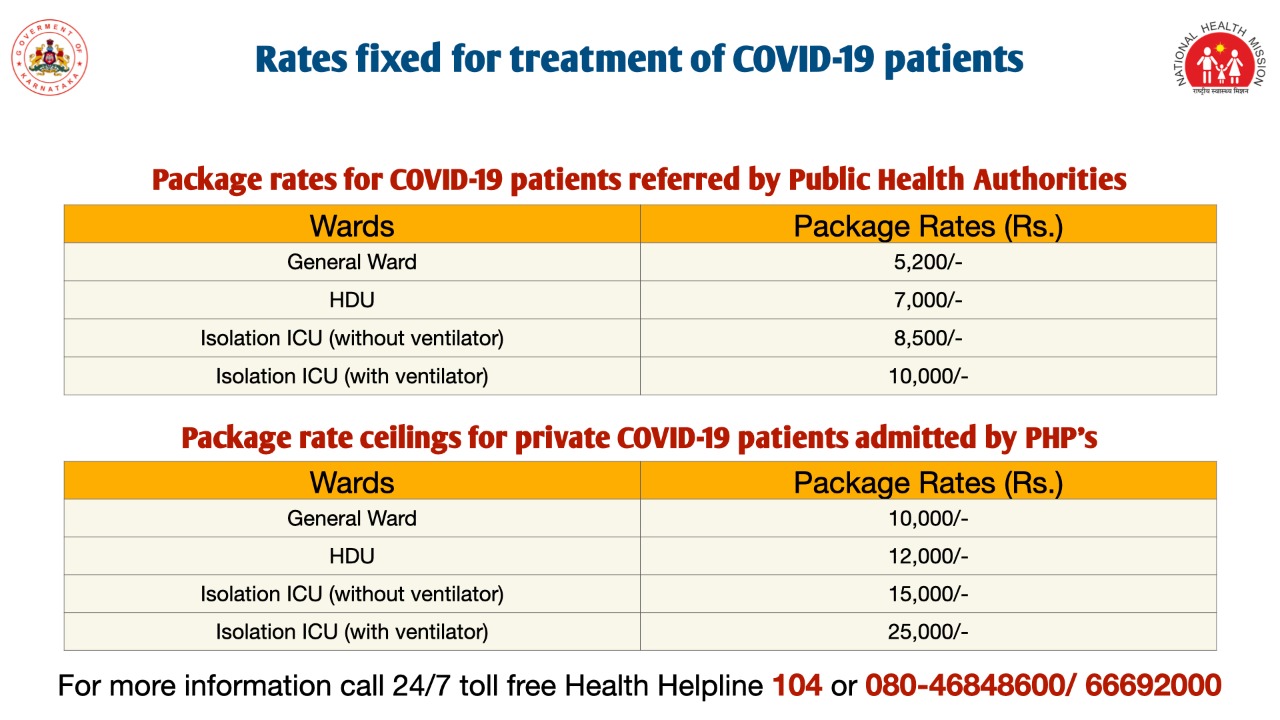 GOVERMENT OF KARNATAKA
Rates fixed for treatment of COVID-19 patients
NATIONAL HEALTH MISSION
राष्ट्रीय स्वास्थ्य मिशन
Package rates for COVID-19 patients referred by Public Health Authorities
Wards Package Rates (Rs.)
General Ward 5,200/-
HDU 7,000/-
Isolation ICU (without ventilator) 8,500/-
Isolation ICU (with ventilator) 10,000/-
Package rate ceilings for private COVID-19 patients admitted by PHP's
Wards Package Rates (Rs.)
General Ward 10,000/-
HDU 12,000/-
Isolation ICU (without ventilator) 15,000/-
Isolation ICU (with ventilator) 25,000/-
For more information call 24/7 toll free Health Helpline 104 or 080-46848600/ 66692000